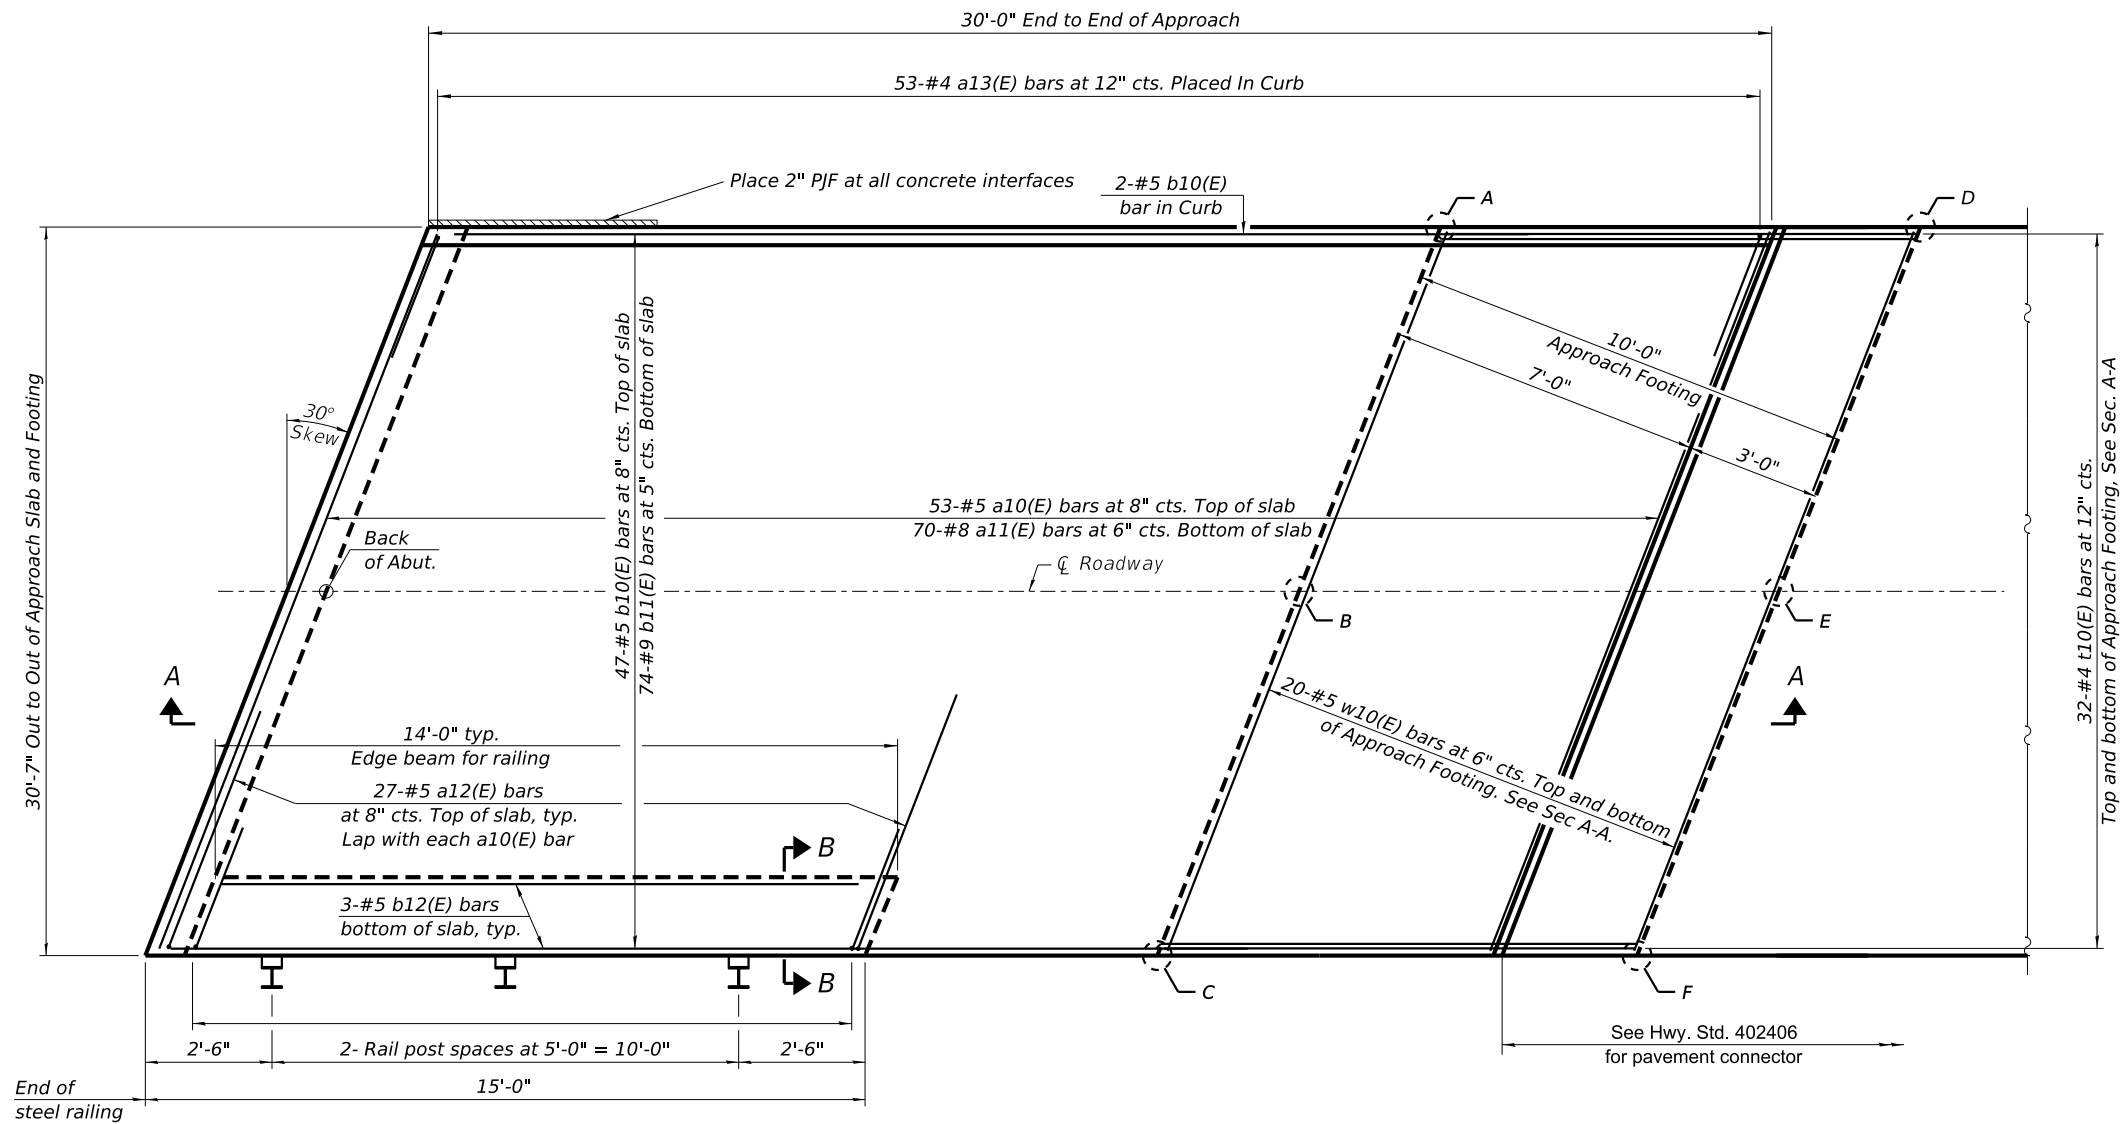 30'-0" End to End of Approach
53-#4 a13(E) bars at 12" cts. Placed In Curb
Place 2" PJF at all concrete interfaces
2-#5 b10(E)
bar in Curb
A
D
30'-7" Out to Out of Approach Slab and Footing
30°
Skew
47-#5 b10(E) bars at 8" cts. Top of slab
74-#9 b11(E) bars at 5" cts. Bottom of slab
10'-0"
Approach Footing
7'-0"
3'-0"
53-#5 a10(E) bars at 8" cts. Top of slab
70-#8 a11(E) bars at 6" cts. Bottom of slab
Back
of Abut.
℄ Roadway
B
E
32-#4 t10(E) bars at 12" cts.
Top and bottom of Approach Footing, See Sec. A-A
A
A
20-#5 w10(E) bars at 6" cts. Top and bottom
of Approach Footing. See Sec A-A.
14'-0" typ.
Edge beam for railing
27-#5 a12(E) bars
at 8" cts. Top of slab, typ.
Lap with each a10(E) bar
B
3-#5 b12(E) bars
bottom of slab, typ.
B
C
F
See Hwy. Std. 402406
for pavement connector
2'-6"
2- Rail post spaces at 5'-0" = 10'-0"
2'-6"
End of
steel railing
15'-0"